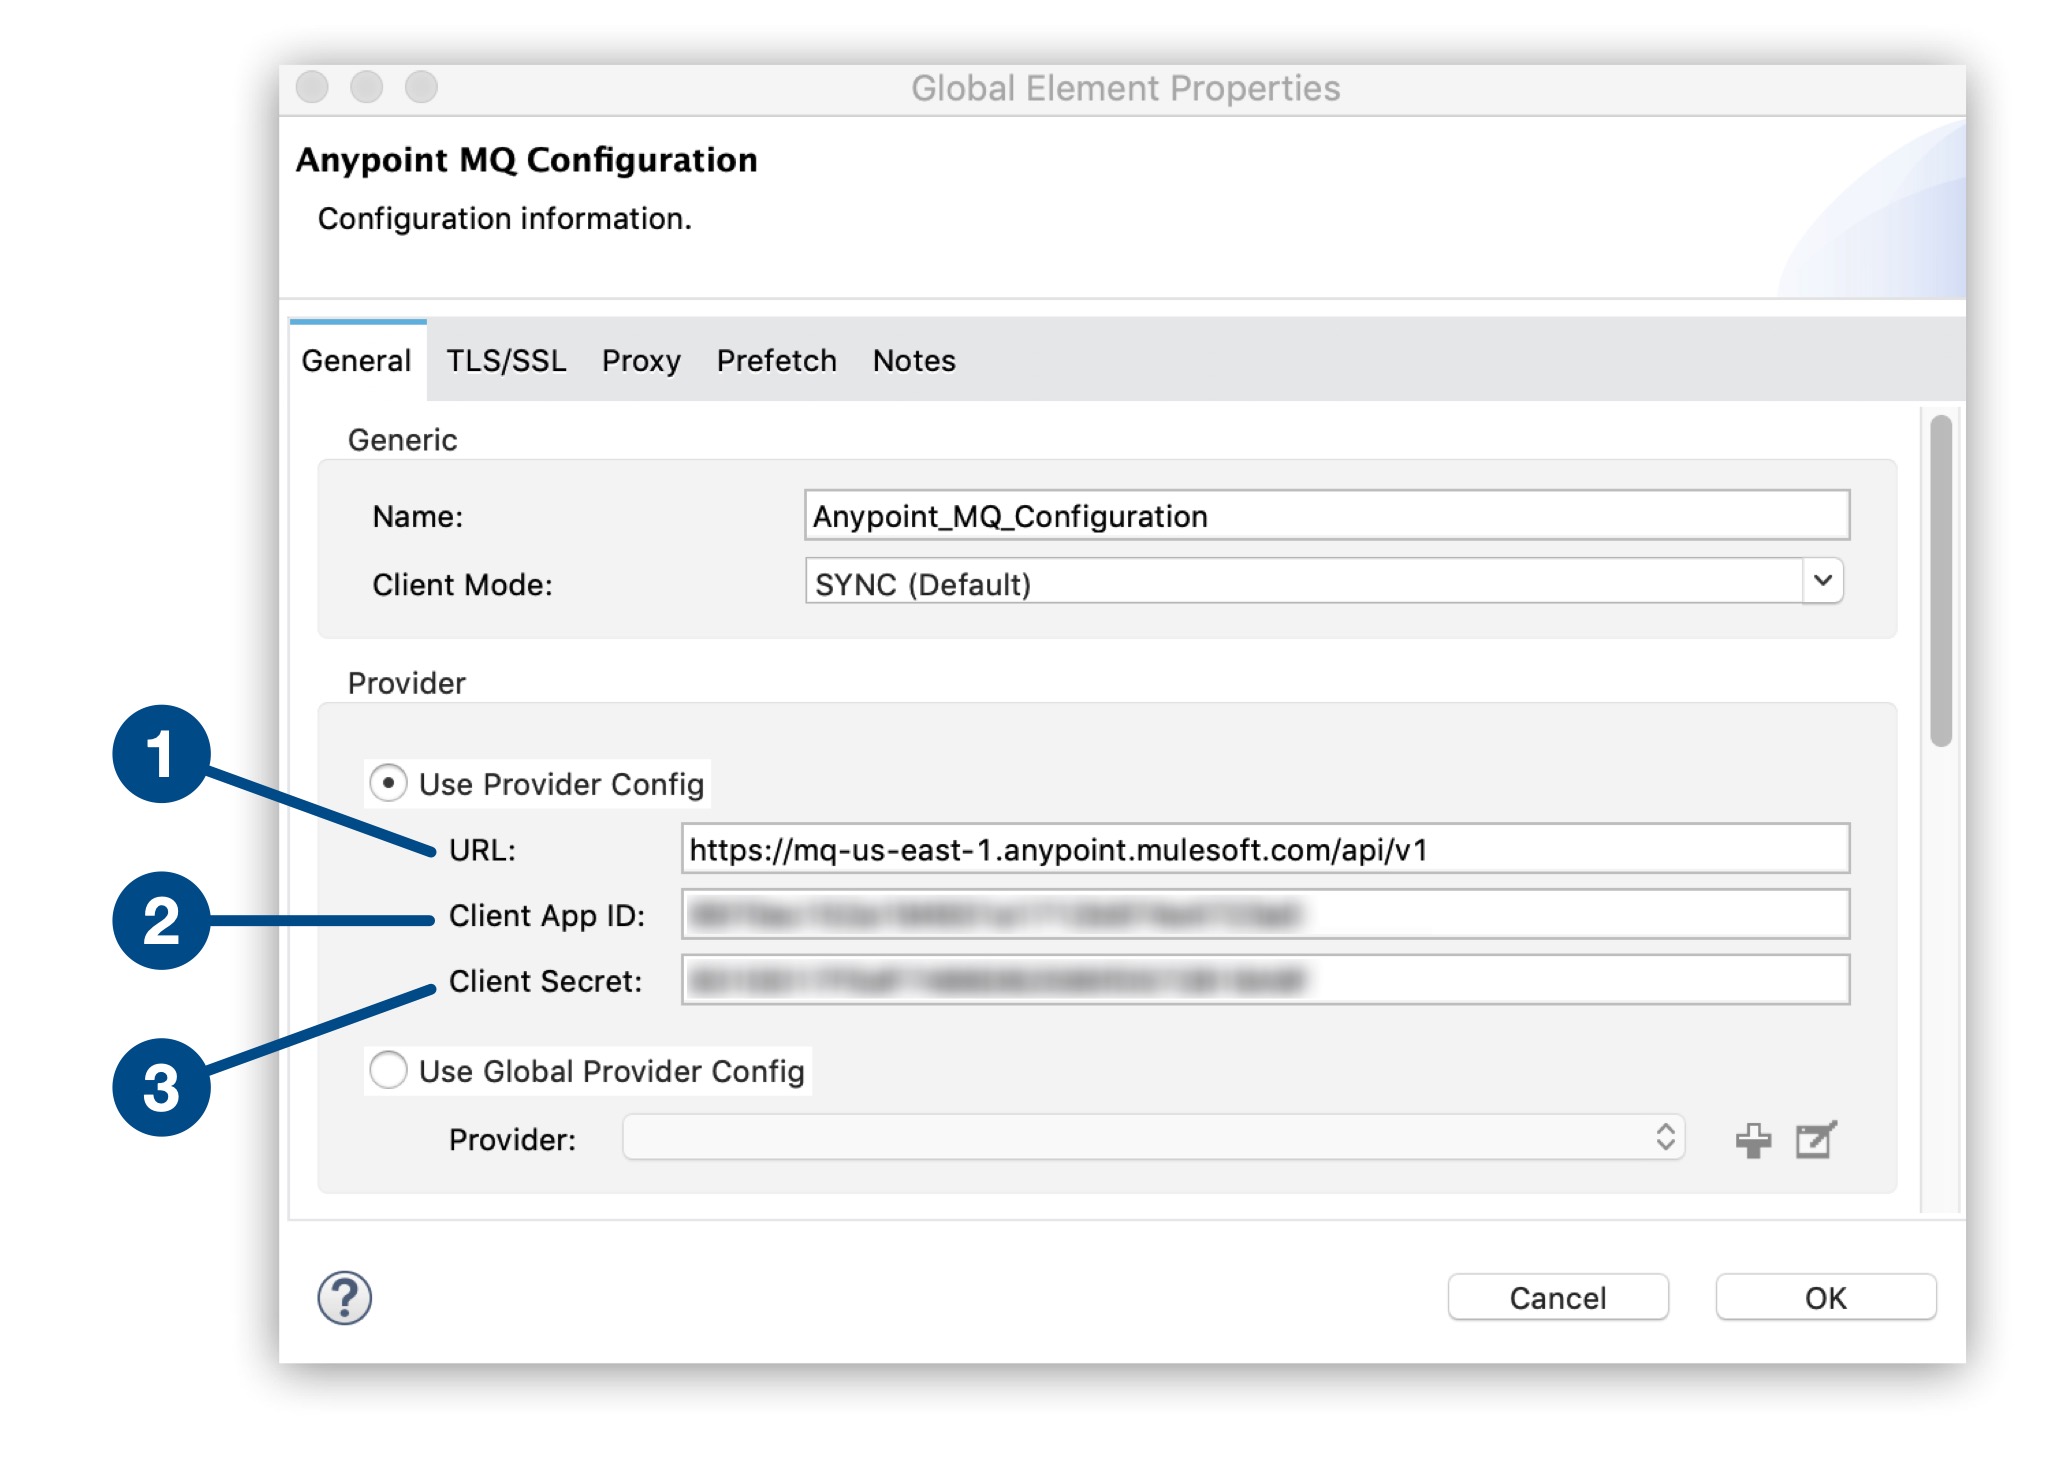 Global Element Properties
Anypoint MQ Configuration
Configuration information.
General TLS/SSL Proxy Prefetch Notes
Generic
Name: Anypoint_MQ_Configuration
Client Mode: SYNC (Default)
Provider
1
Use Provider Config
URL: https://mq-us-east-1.anypoint.mulesoft.com/api/v1
2 Client App ID:
Client Secret:
3
Use Global Provider Config
Provider:
? Cancel OK